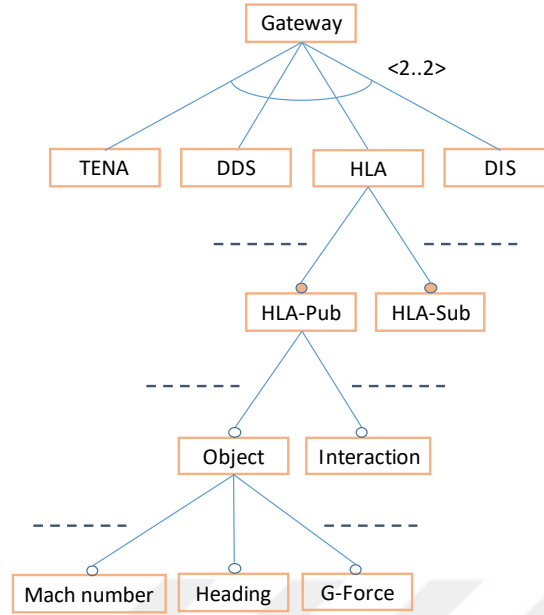 Gateway
<2..2>
TENA
DDS
HLA
DIS
HLA-Pub
HLA-Sub
Object
Interaction
Mach number
Heading
G-Force